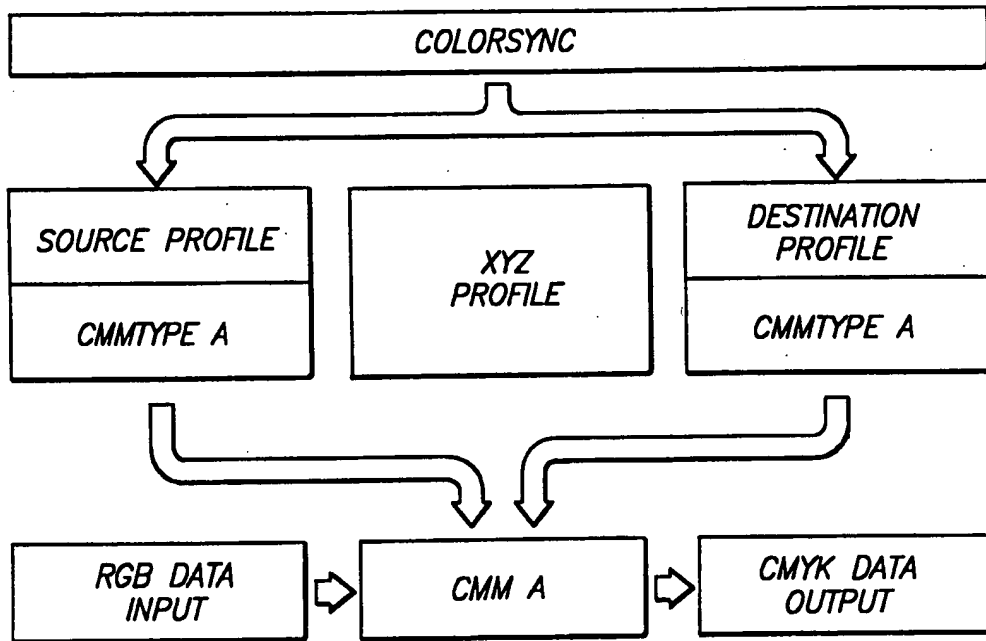 COLORSYNC
SOURCE PROFILE
CMMTYPE A
XYZ
PROFILE
DESTINATION
PROFILE
CMMTYPE A
RGB DATA
INPUT
CMM A
CMYK DATA
OUTPUT